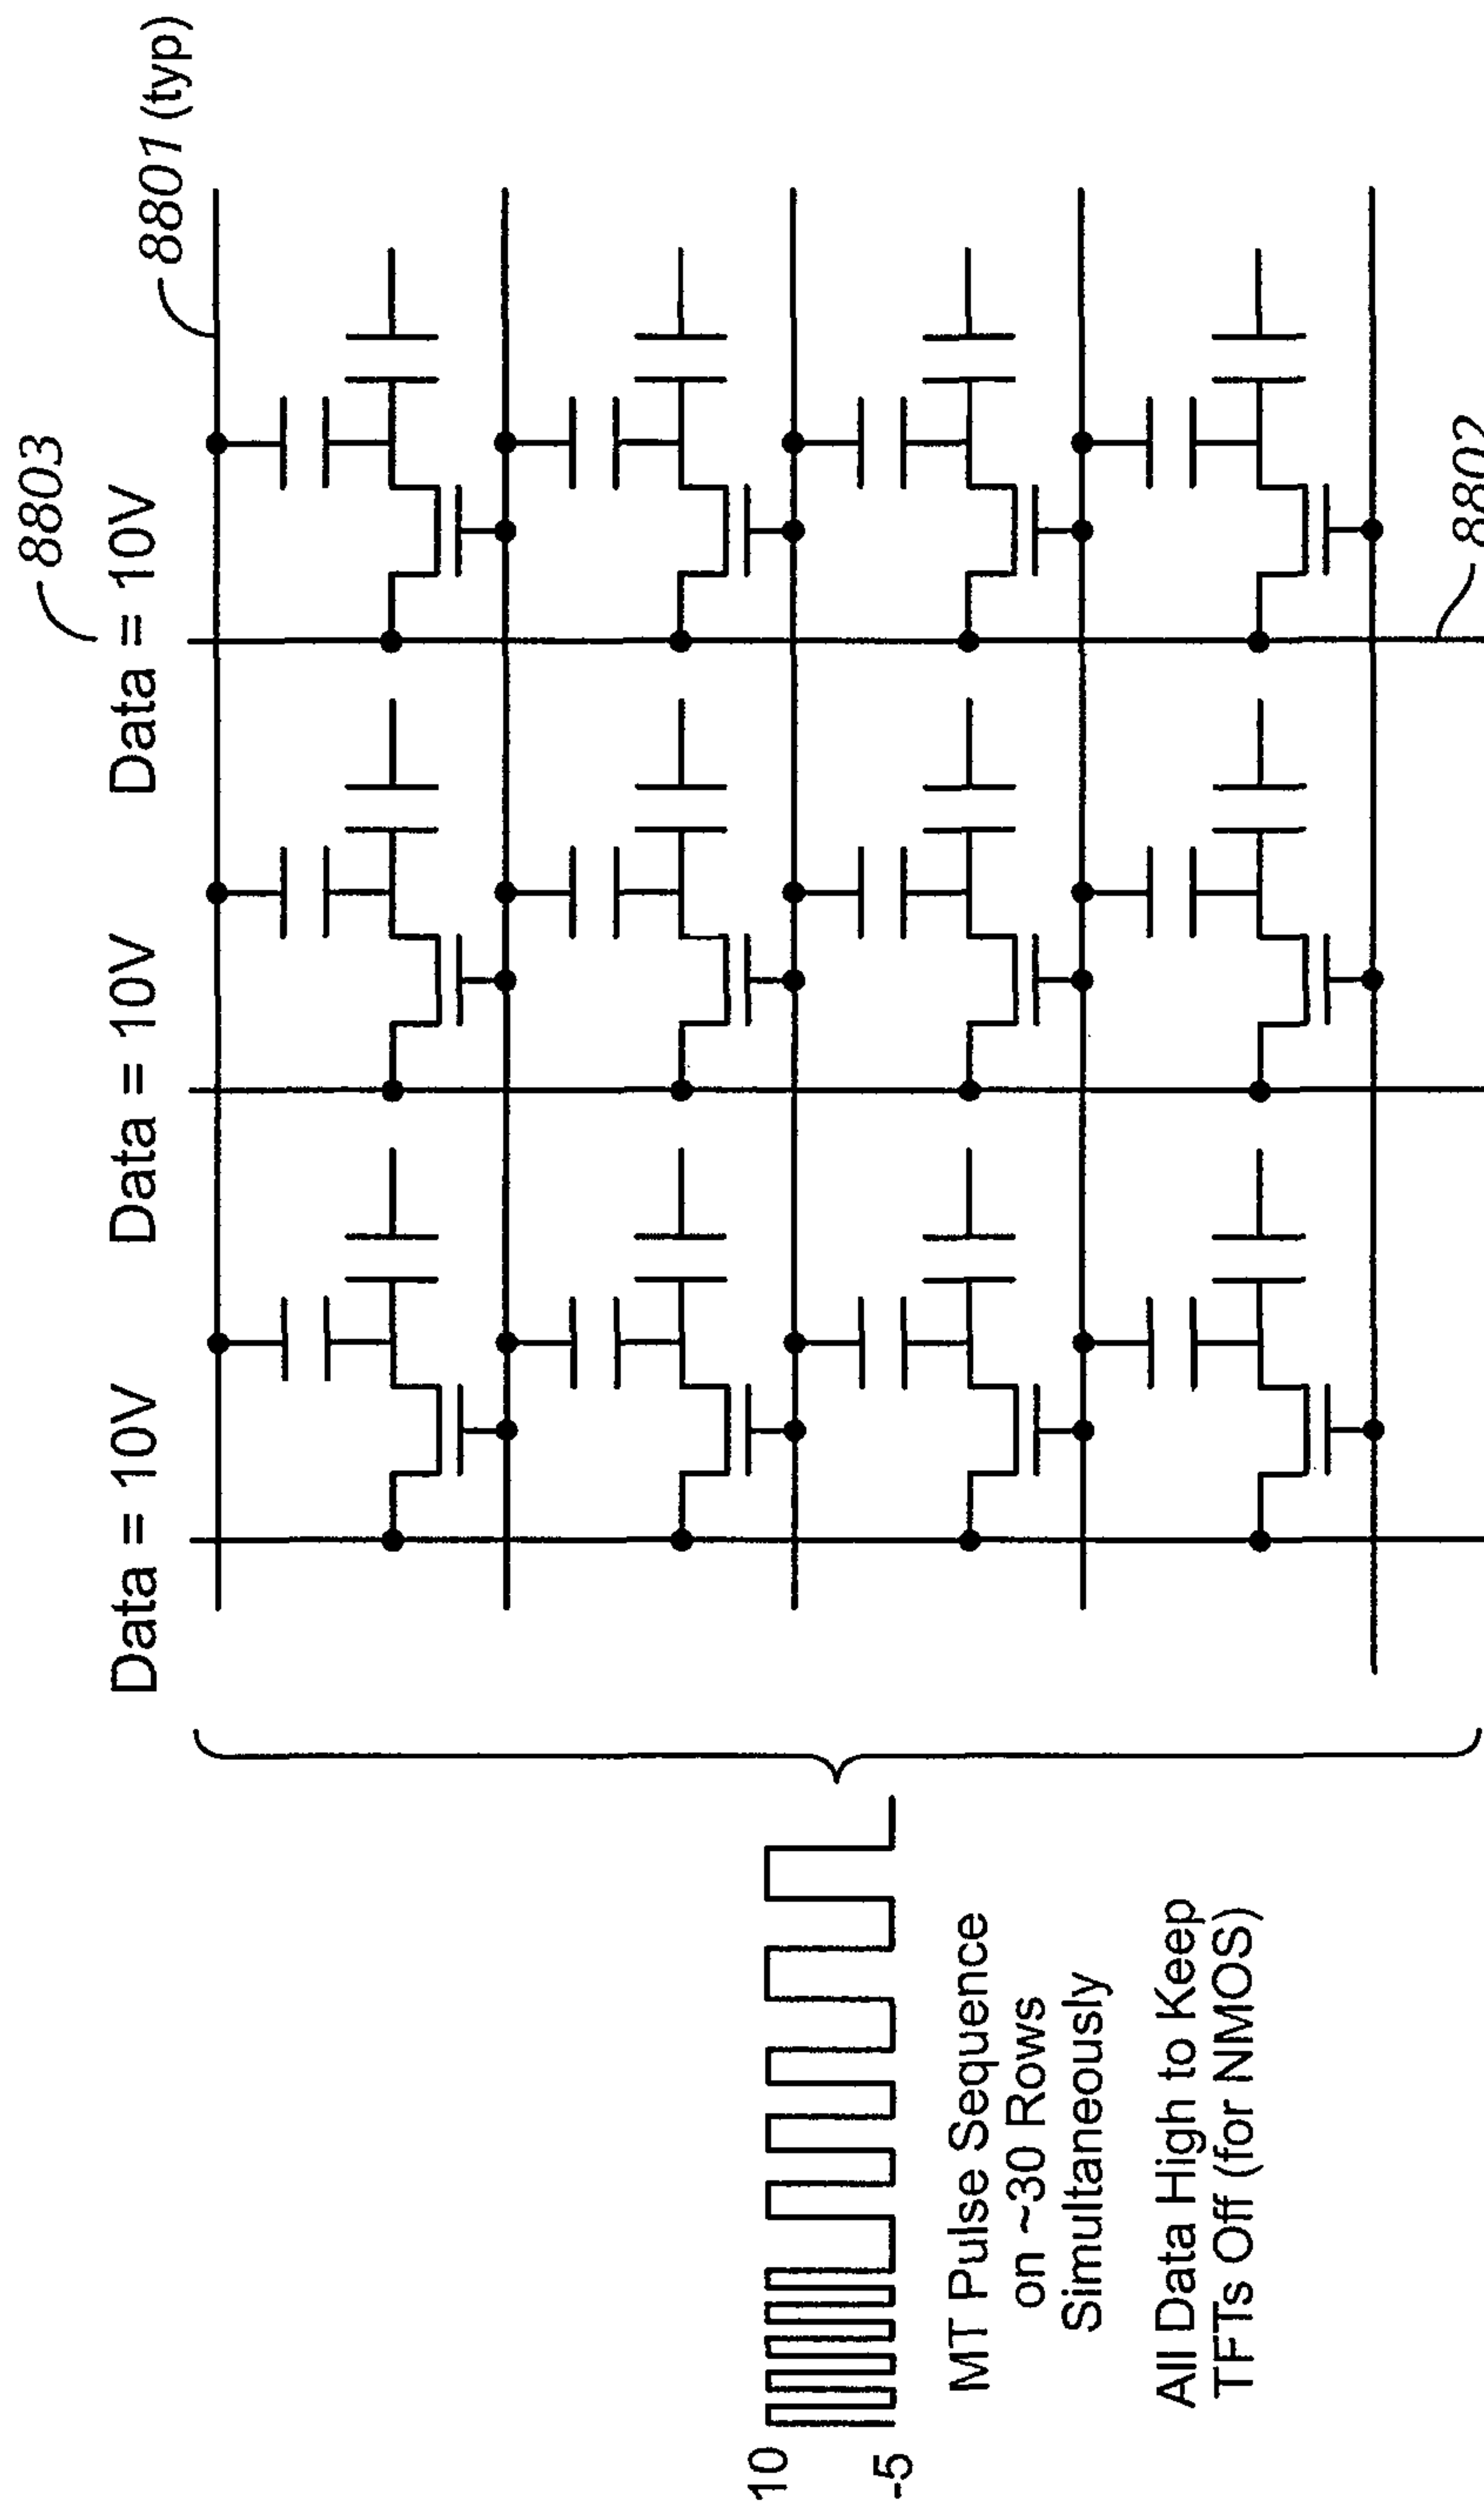 8803
Data = 10V
Data = 10V
Data = 10V
8801 (typ)
10
-5
MT Pulse Sequence
on ~30 Rows
Simultaneously
All Data High to Keep
TFTs Off (for NMOS)
8802